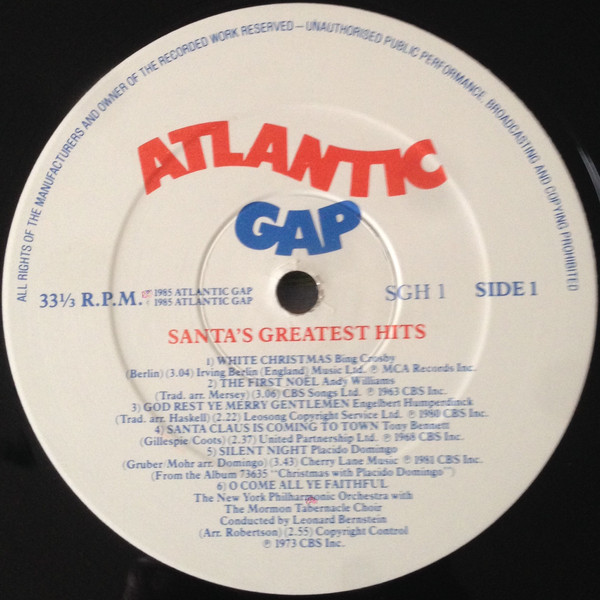 ALL RIGHTS OF THE MANUFACTURERS AND OWNER OF THE RECORDED WORK RESERVED — UNAUTHORISED PUBLIC PERFORMANCE, BROADCASTING AND COPYING PROHIBITED
ATLANTIC
GAP
33⅓ R.P.M. ℗ 1985 ATLANTIC GAP
© 1985 ATLANTIC GAP
SGH 1 SIDE 1
SANTA'S GREATEST HITS
1) WHITE CHRISTMAS Bing Crosby
(Berlin) (3.04) Irving Berlin (England) Music Ltd. ℗ MCA Records Inc.
2) THE FIRST NOËL Andy Williams
(Trad. arr. Mersey) (3.06) CBS Songs Ltd. ℗ 1963 CBS Inc.
3) GOD REST YE MERRY GENTLEMEN Engelbert Humperdinck
(Trad. arr. Haskell) (2.22) Leosong Copyright Service Ltd. ℗ 1980 CBS Inc.
4) SANTA CLAUS IS COMING TO TOWN Tony Bennett
(Gillespie Coots) (2.37) United Partnership Ltd. ℗ 1968 CBS Inc.
5) SILENT NIGHT Placido Domingo
(Gruber/Mohr arr. Domingo) (3.43) Cherry Lane Music ℗ 1981 CBS Inc.
(From the Album 73635 "Christmas with Placido Domingo")
6) O COME ALL YE FAITHFUL
The New York Philharmonic Orchestra with
The Mormon Tabernacle Choir
Conducted by Leonard Bernstein
(Arr. Robertson) (2.55) Copyright Control
℗ 1973 CBS Inc.